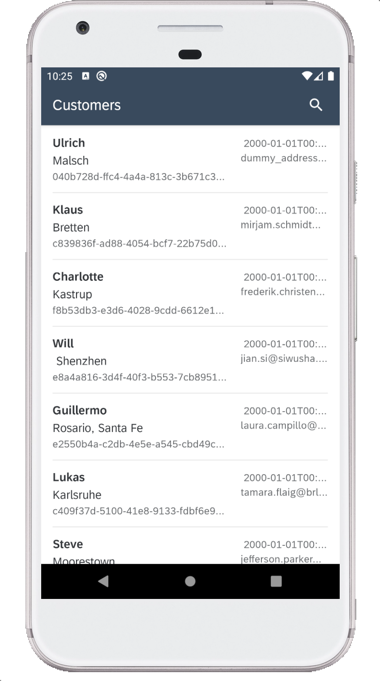 10:25
Customers
Ulrich 2000-01-01T00:...
Malsch dummy_address...
040b728d-ffc4-4a4a-813c-3b671c3...
Klaus 2000-01-01T00:...
Bretten mirjam.schmidt...
c839836f-ad88-4054-bcf7-22b75d0...
Charlotte 2000-01-01T00:...
Kastrup frederik.christen...
f8b53db3-e3d6-4028-9cdd-6612e1...
Will 2000-01-01T00:...
Shenzhen jian.si@siwusha....
e8a4a816-3d4f-40f3-b553-7cb8951...
Guillermo 2000-01-01T00:...
Rosario, Santa Fe laura.campillo@...
e2550b4a-c2db-4e5e-a545-cbd49c...
Lukas 2000-01-01T00:...
Karlsruhe tamara.flaig@brl...
c409f37d-5100-41e8-9133-fdbf6e9...
Steve 2000-01-01T00:...
Moorestown jefferson.parker...